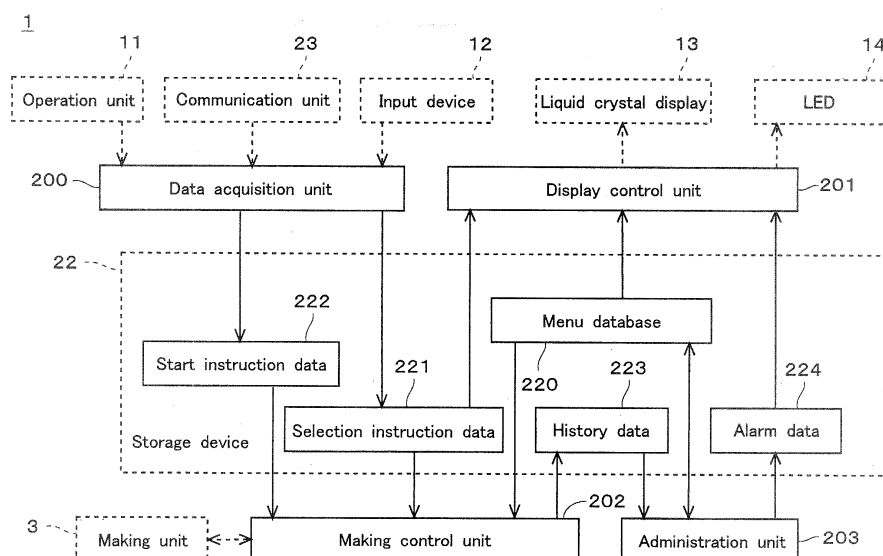 1
11 23 12 13 14
Operation unit Communication unit Input device Liquid crystal display LED
200 Data acquisition unit Display control unit 201
22
222
Menu database
Start instruction data 221 220 223 224
Selection instruction data History data Alarm data
Storage device
202
3 Making unit Making control unit Administration unit 203